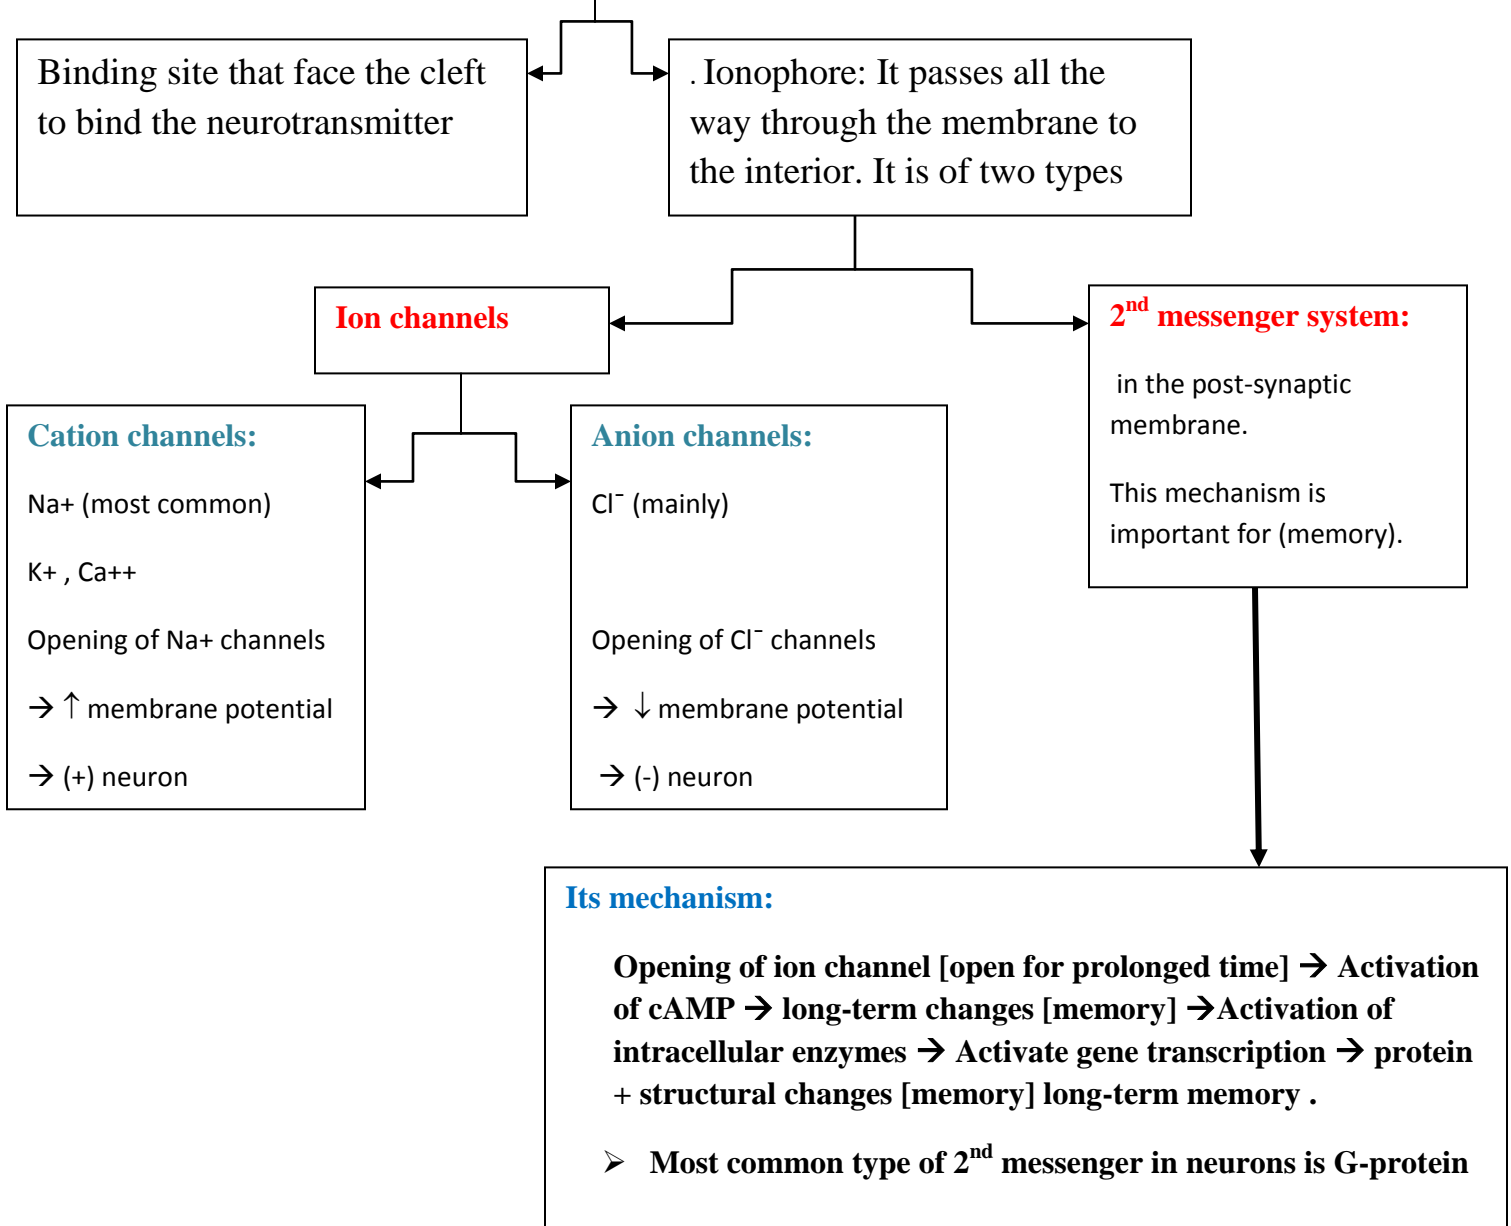 Binding site that face the cleft
to bind the neurotransmitter
. Ionophore: It passes all the
way through the membrane to
the interior. It is of two types
Ion channels
2nd messenger system:
in the post-synaptic
membrane.
This mechanism is
important for (memory).
Cation channels:
Na+ (most common)
K+ , Ca++
Opening of Na+ channels
→ ↑ membrane potential
→ (+) neuron
Anion channels:
Cl¯ (mainly)
Opening of Cl¯ channels
→ ↓ membrane potential
→ (-) neuron
Its mechanism:
Opening of ion channel [open for prolonged time] → Activation
of cAMP → long-term changes [memory] →Activation of
intracellular enzymes → Activate gene transcription → protein
+ structural changes [memory] long-term memory .
➢ Most common type of 2nd messenger in neurons is G-protein